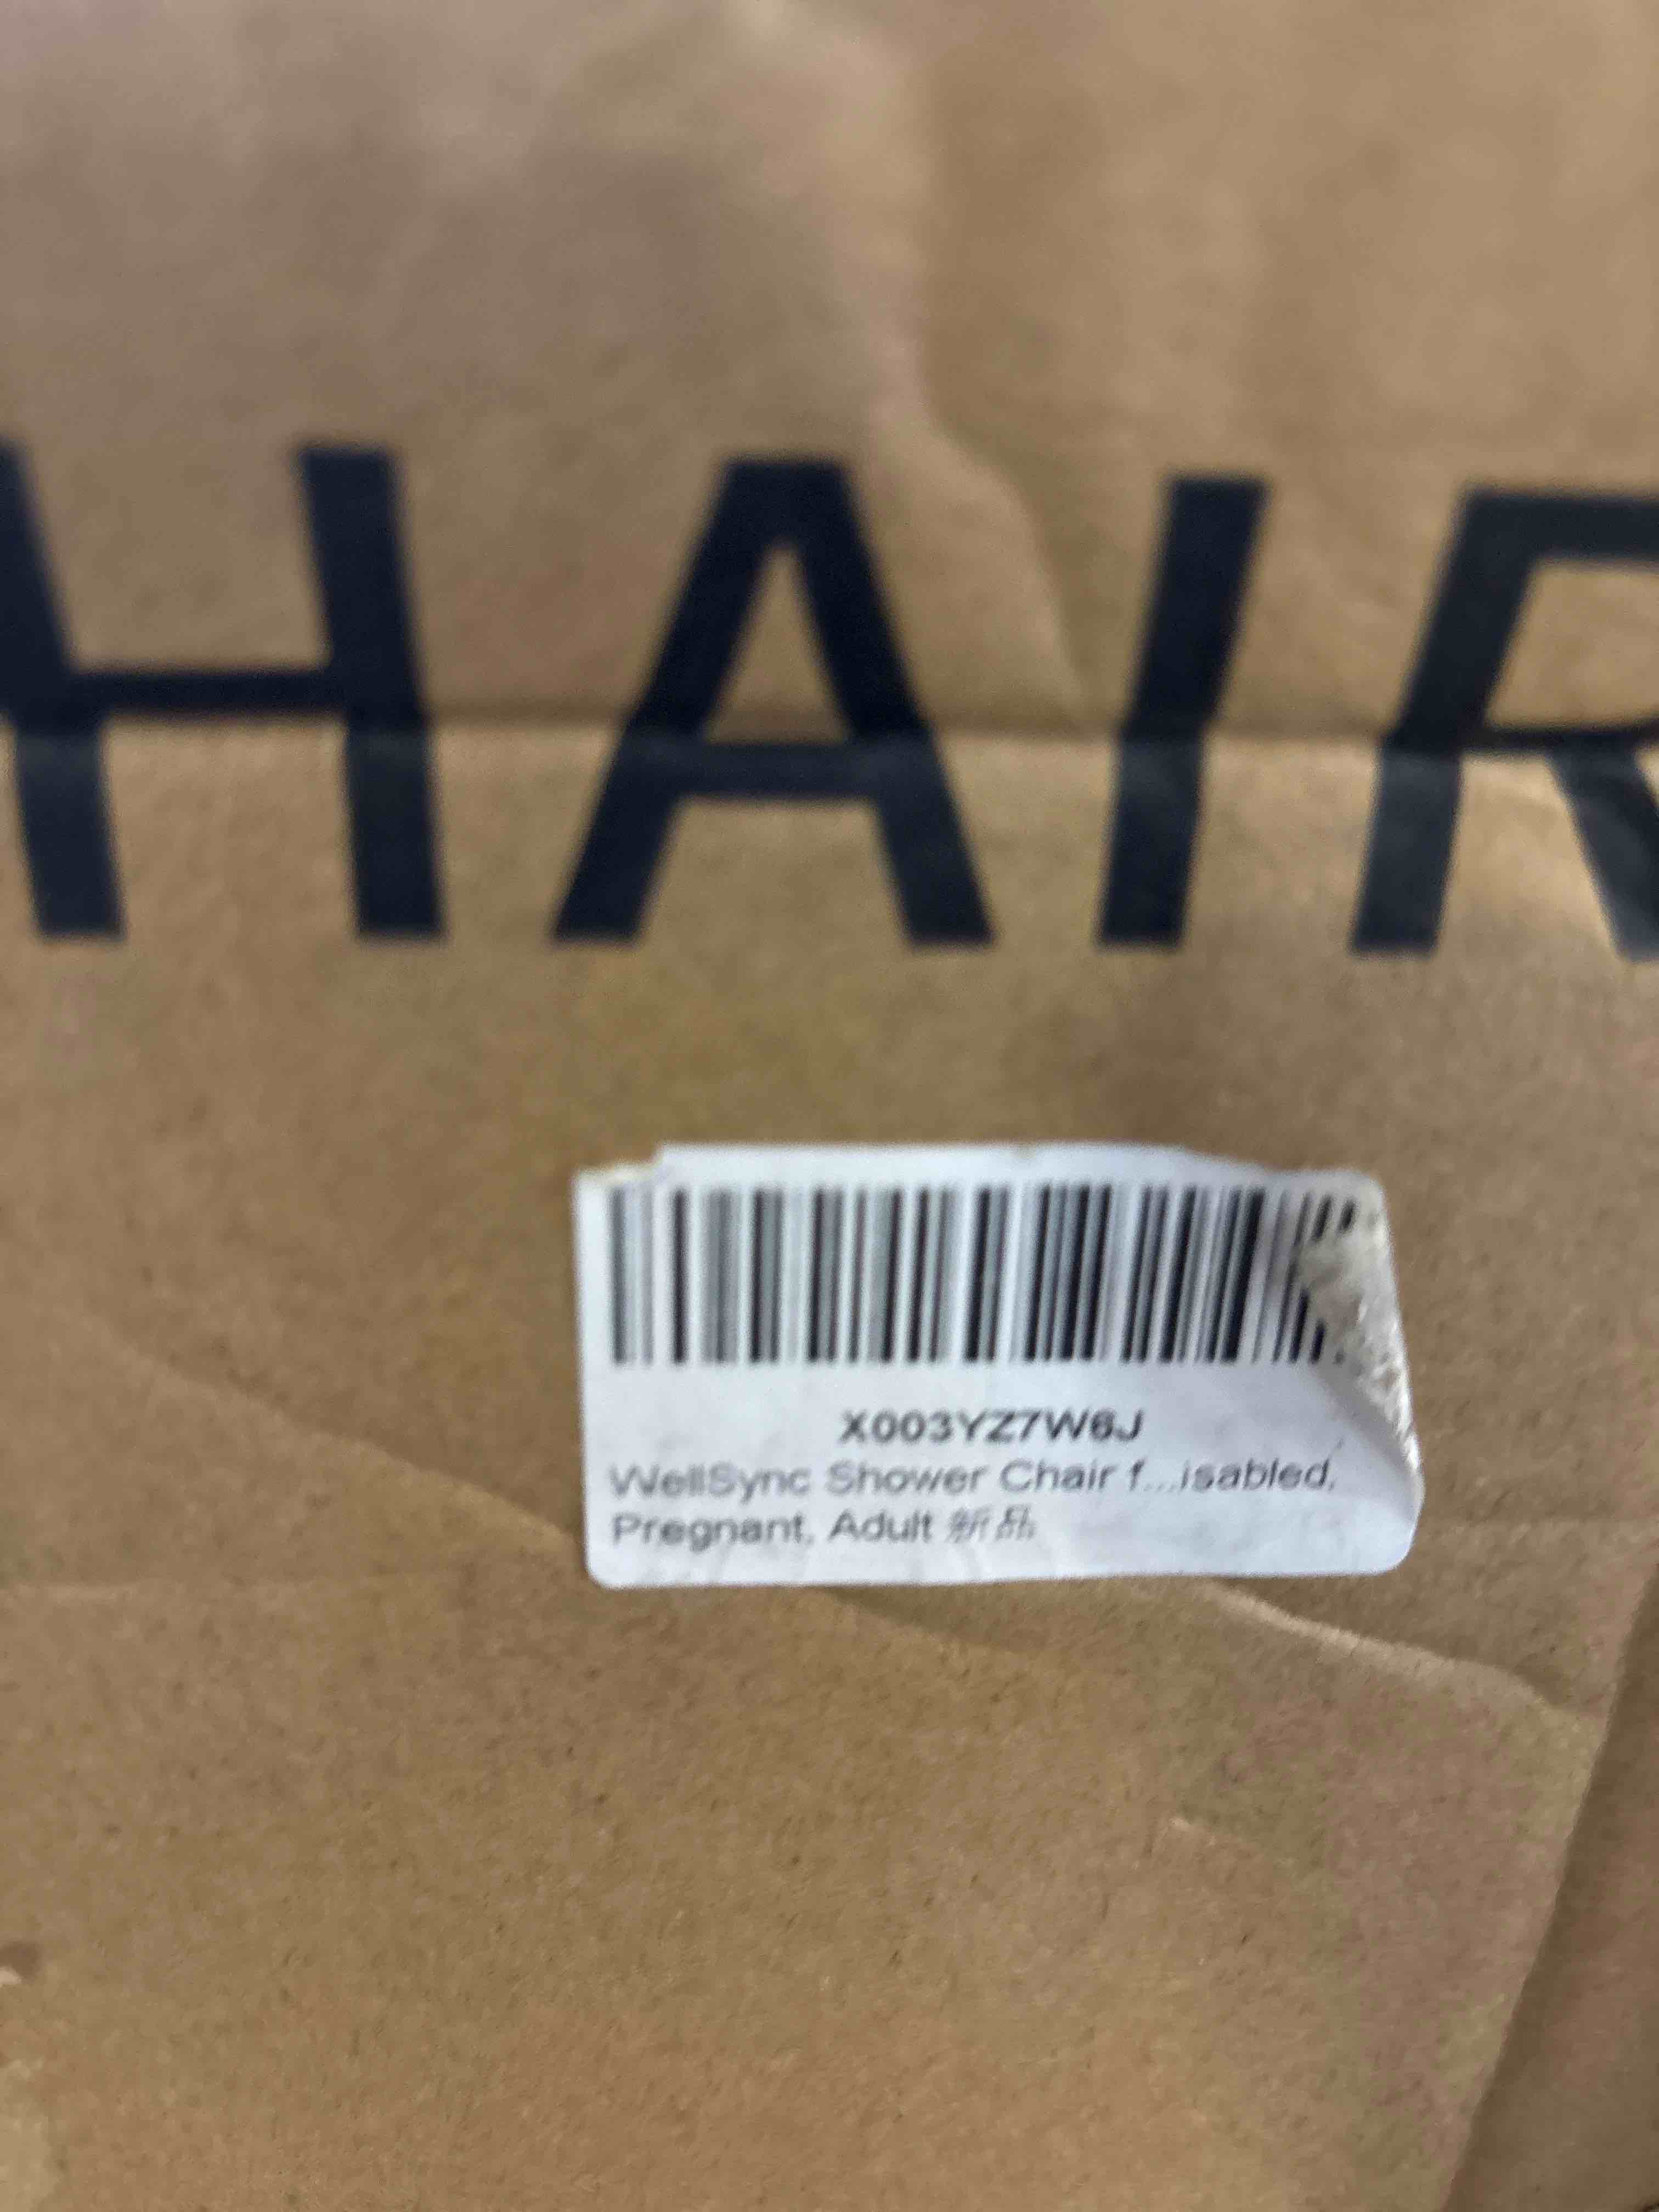 HAIR
X003YZ7W6J
WellSync Shower Chair f...isabled,
Pregnant, Adult 新品